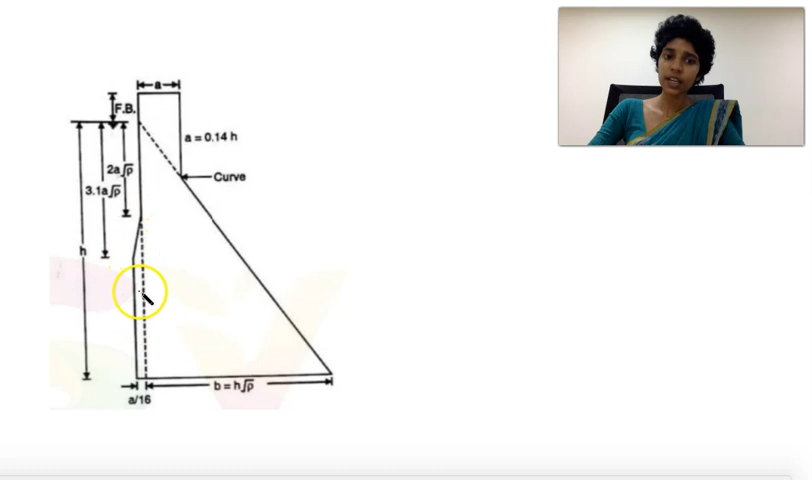 a
F.B.
a = 0.14 h
2a√ρ
Curve
3.1a√ρ
h
b = h√ρ
a/16